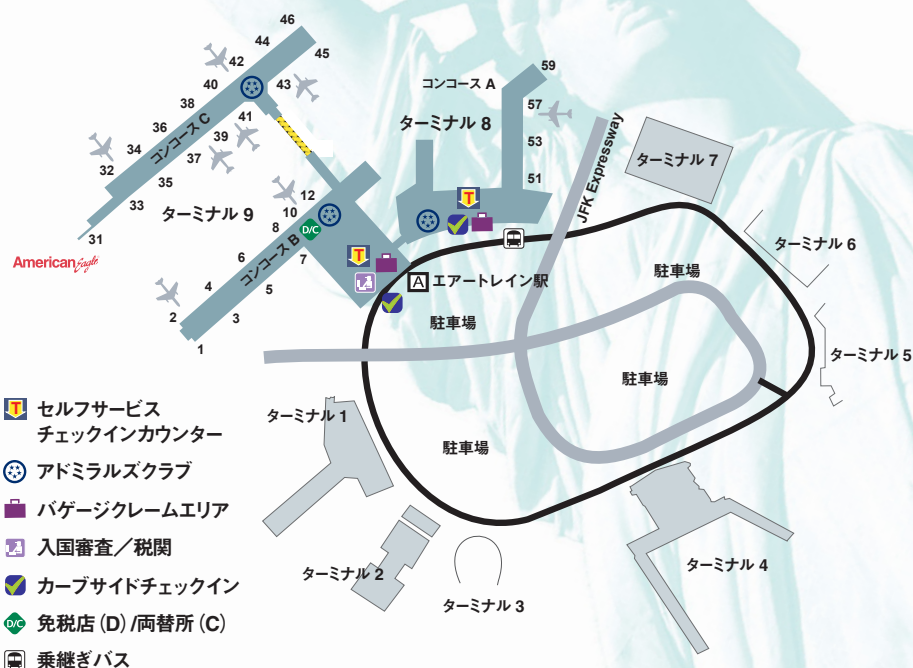 46
44
45
42
40
43
38
41
36
39
34
37
32
35
33
31
コンコース C
ターミナル 9
American Eagle
12
10
8
D/C
7
6
5
4
3
2
1
コンコース B
T
コンコース A
ターミナル 8
59
57
53
51
T
JFK Expressway
A エアートレイン駅
駐車場
駐車場
駐車場
駐車場
ターミナル 7
ターミナル 6
ターミナル 5
ターミナル 1
ターミナル 2
ターミナル 3
ターミナル 4
T セルフサービス
チェックインカウンター
アドミラルズクラブ
バゲージクレームエリア
入国審査／税関
カーブサイドチェックイン
D/C 免税店 (D) /両替所 (C)
乗継ぎバス